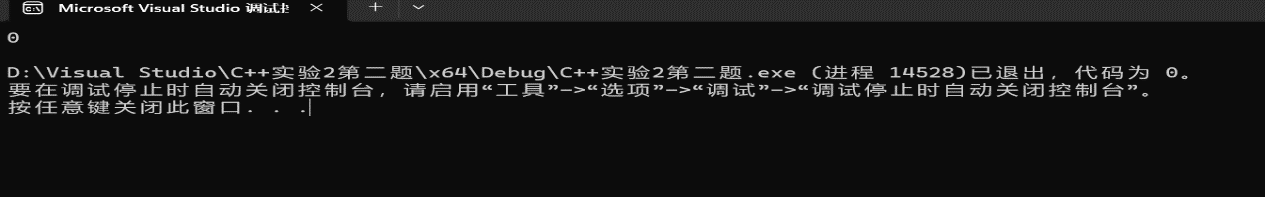 Microsoft Visual Studio 调试
0
D:\Visual Studio\C++实验2第二题\x64\Debug\C++实验2第二题.exe (进程 14528)已退出，代码为 0。
要在调试停止时自动关闭控制台，请启用“工具”->“选项”->“调试”->“调试停止时自动关闭控制台”。
按任意键关闭此窗口. . .